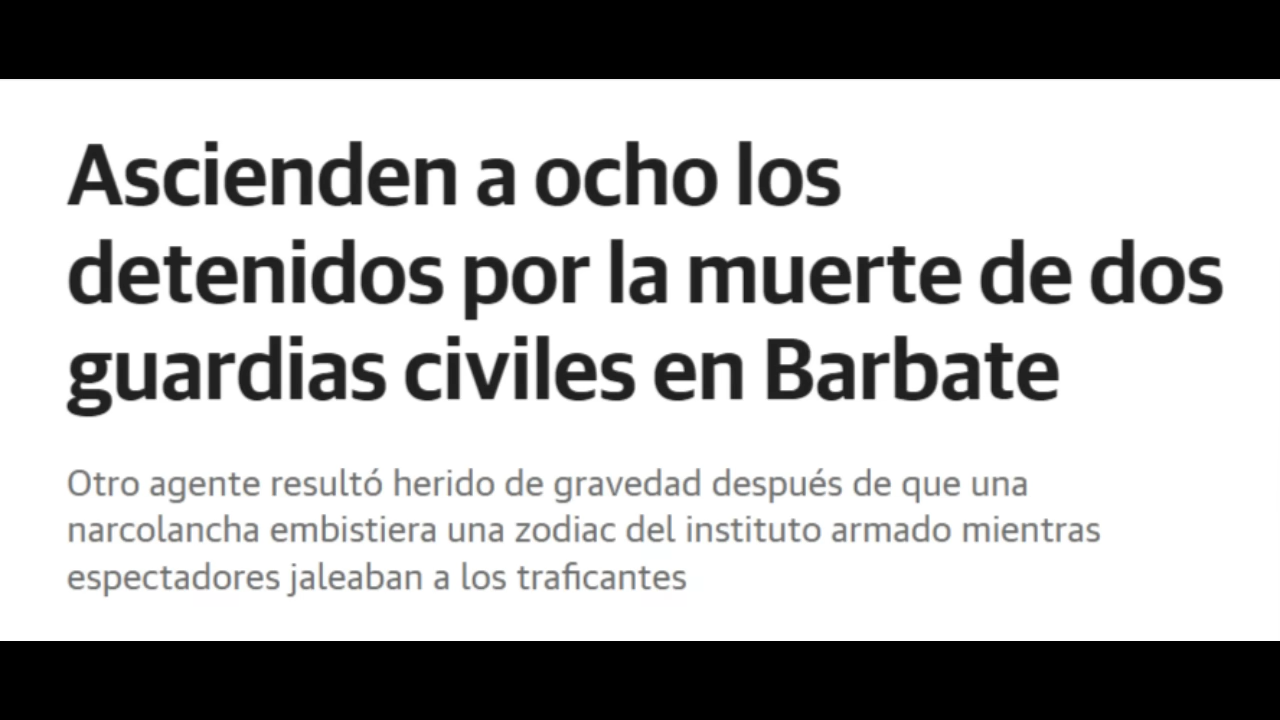 Ascienden a ocho los
detenidos por la muerte de dos
guardias civiles en Barbate
Otro agente resultó herido de gravedad después de que una
narcolancha embistiera una zodiac del instituto armado mientras
espectadores jaleaban a los traficantes